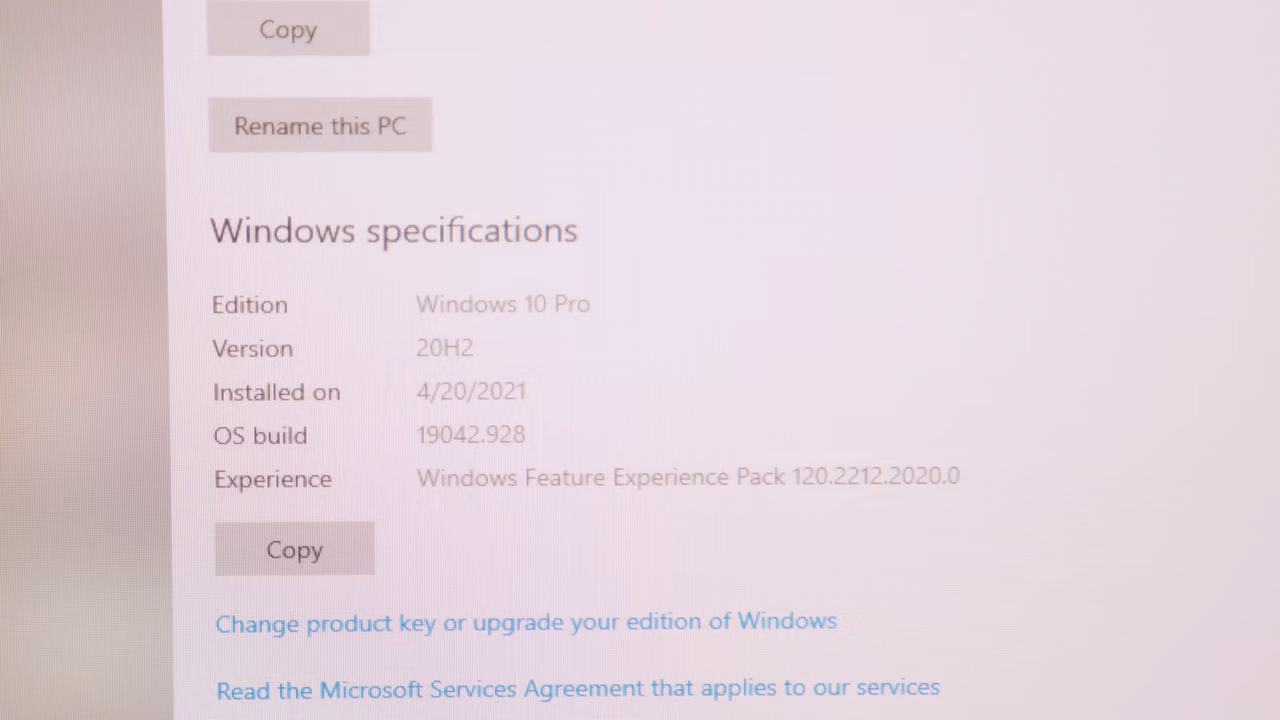 Copy
Rename this PC
Windows specifications
Edition Windows 10 Pro
Version 20H2
Installed on 4/20/2021
OS build 19042.928
Experience Windows Feature Experience Pack 120.2212.2020.0
Copy
Change product key or upgrade your edition of Windows
Read the Microsoft Services Agreement that applies to our services